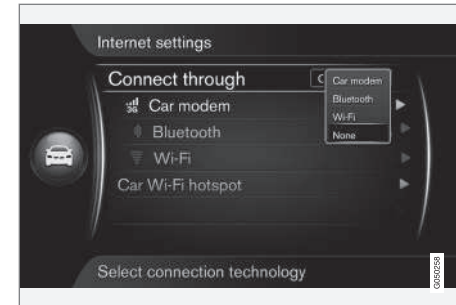 Internet settings
Connect through
Car modem
Bluetooth
Wi-Fi
None
3G Car modem
Bluetooth
Wi-Fi
Car Wi-Fi hotspot
Select connection technology
G050258